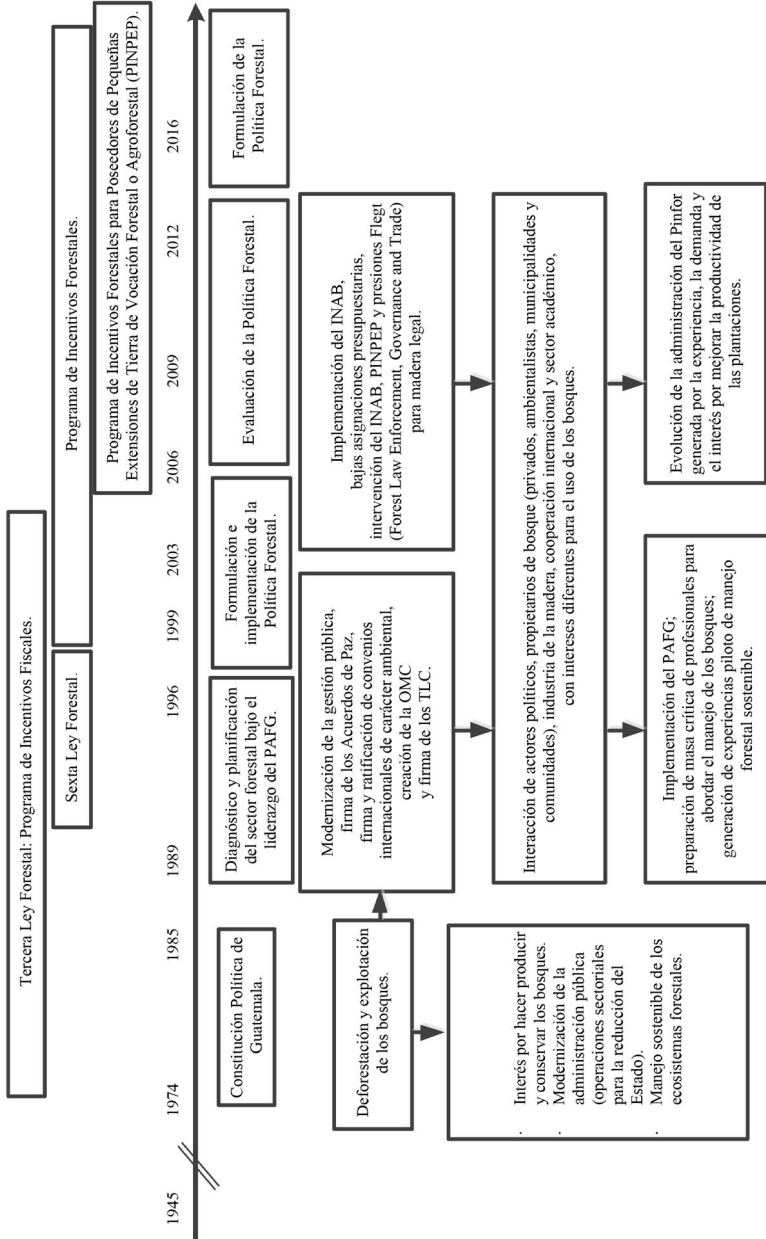 Tercera Ley Forestal: Programa de Incentivos Fiscales.
Sexta Ley Forestal.
Programa de Incentivos Forestales.
Programa de Incentivos Forestales para Poseedores de Pequeñas
Extensiones de Tierra de Vocación Forestal o Agroforestal (PINPEP).
1945
1974
1985
1989
1996
1999
2003
2006
2009
2012
2016
Constitución Política de
Guatemala.
Diagnóstico y planificación
del sector forestal bajo el
liderazgo del PAFG.
Formulación e
implementación de la
Política Forestal.
Evaluación de la Política Forestal.
Formulación de la
Política Forestal.
Deforestación y explotación
de los bosques.
Modernización de la gestión pública,
firma de los Acuerdos de Paz,
firma y ratificación de convenios
internacionales de carácter ambiental,
creación de la OMC
y firma de los TLC.
Implementación del INAB,
bajas asignaciones presupuestarias,
intervención del INAB, PINPEP y presiones Flegt
(Forest Law Enforcement, Governance and Trade)
para madera legal.
. Interés por hacer producir
y conservar los bosques.
. Modernización de la
administración pública
(operaciones sectoriales
para la reducción del
Estado).
. Manejo sostenible de los
ecosistemas forestales.
Interacción de actores políticos, propietarios de bosque (privados, ambientalistas, municipalidades y
comunidades), industria de la madera, cooperación internacional y sector académico,
con intereses diferentes para el uso de los bosques.
Implementación del PAFG;
preparación de masa crítica de profesionales para
abordar el manejo de los bosques;
generación de experiencias piloto de manejo
forestal sostenible.
Evolución de la administración del Pinfor
generada por la experiencia, la demanda y
el interés por mejorar la productividad de
las plantaciones.